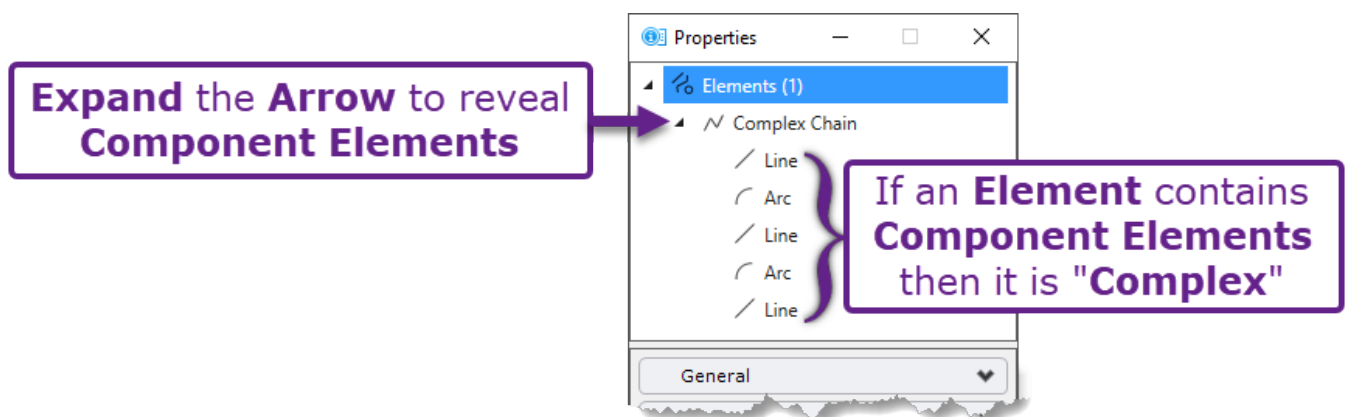 Properties
Expand the Arrow to reveal
Component Elements
Elements (1)
Complex Chain
Line
Arc
Line
Arc
Line
If an Element contains
Component Elements
then it is "Complex"
General